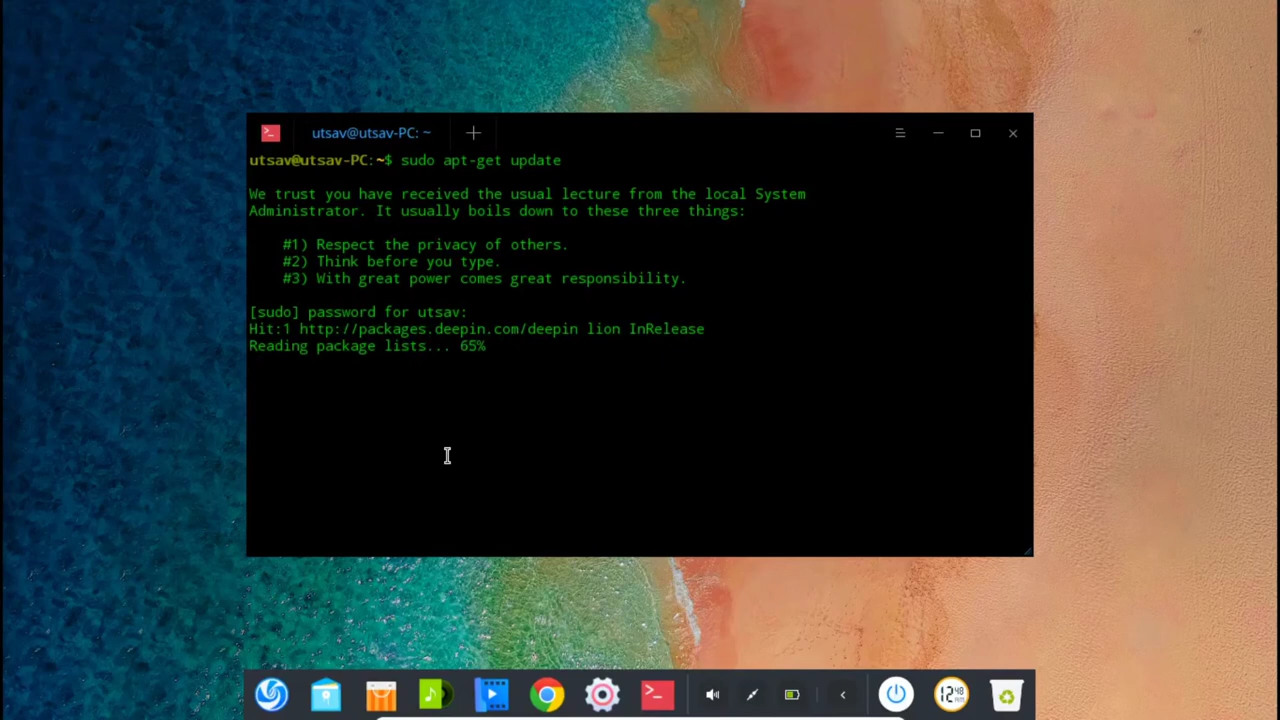 utsav@utsav-PC: ~
utsav@utsav-PC:~$ sudo apt-get update
We trust you have received the usual lecture from the local System
Administrator. It usually boils down to these three things:
#1) Respect the privacy of others.
#2) Think before you type.
#3) With great power comes great responsibility.
[sudo] password for utsav:
Hit:1 http://packages.deepin.com/deepin lion InRelease
Reading package lists... 65%
12 48